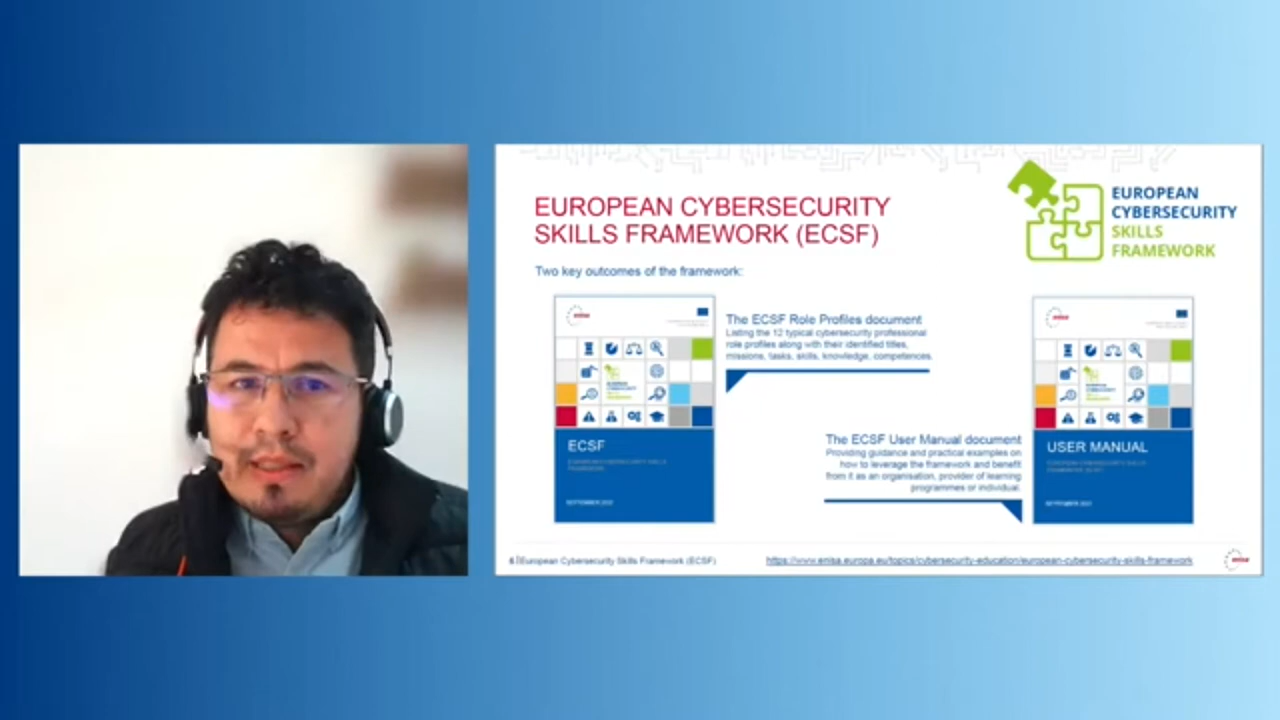 EUROPEAN CYBERSECURITY
SKILLS FRAMEWORK (ECSF)
EUROPEAN
CYBERSECURITY
SKILLS
FRAMEWORK
Two key outcomes of the framework:
enisa
The ECSF Role Profiles document
Listing the 12 typical cybersecurity professional
role profiles along with their identified titles,
missions, tasks, skills, knowledge, competences.
ECSF
The ECSF User Manual document
Providing guidance and practical examples on
how to leverage the framework and benefit
from it as an organisation, provider of learning
programmes or individual.
enisa
USER MANUAL
6 | European Cybersecurity Skills Framework (ECSF)
https://www.enisa.europa.eu/topics/cybersecurity-education/european-cybersecurity-skills-framework
enisa